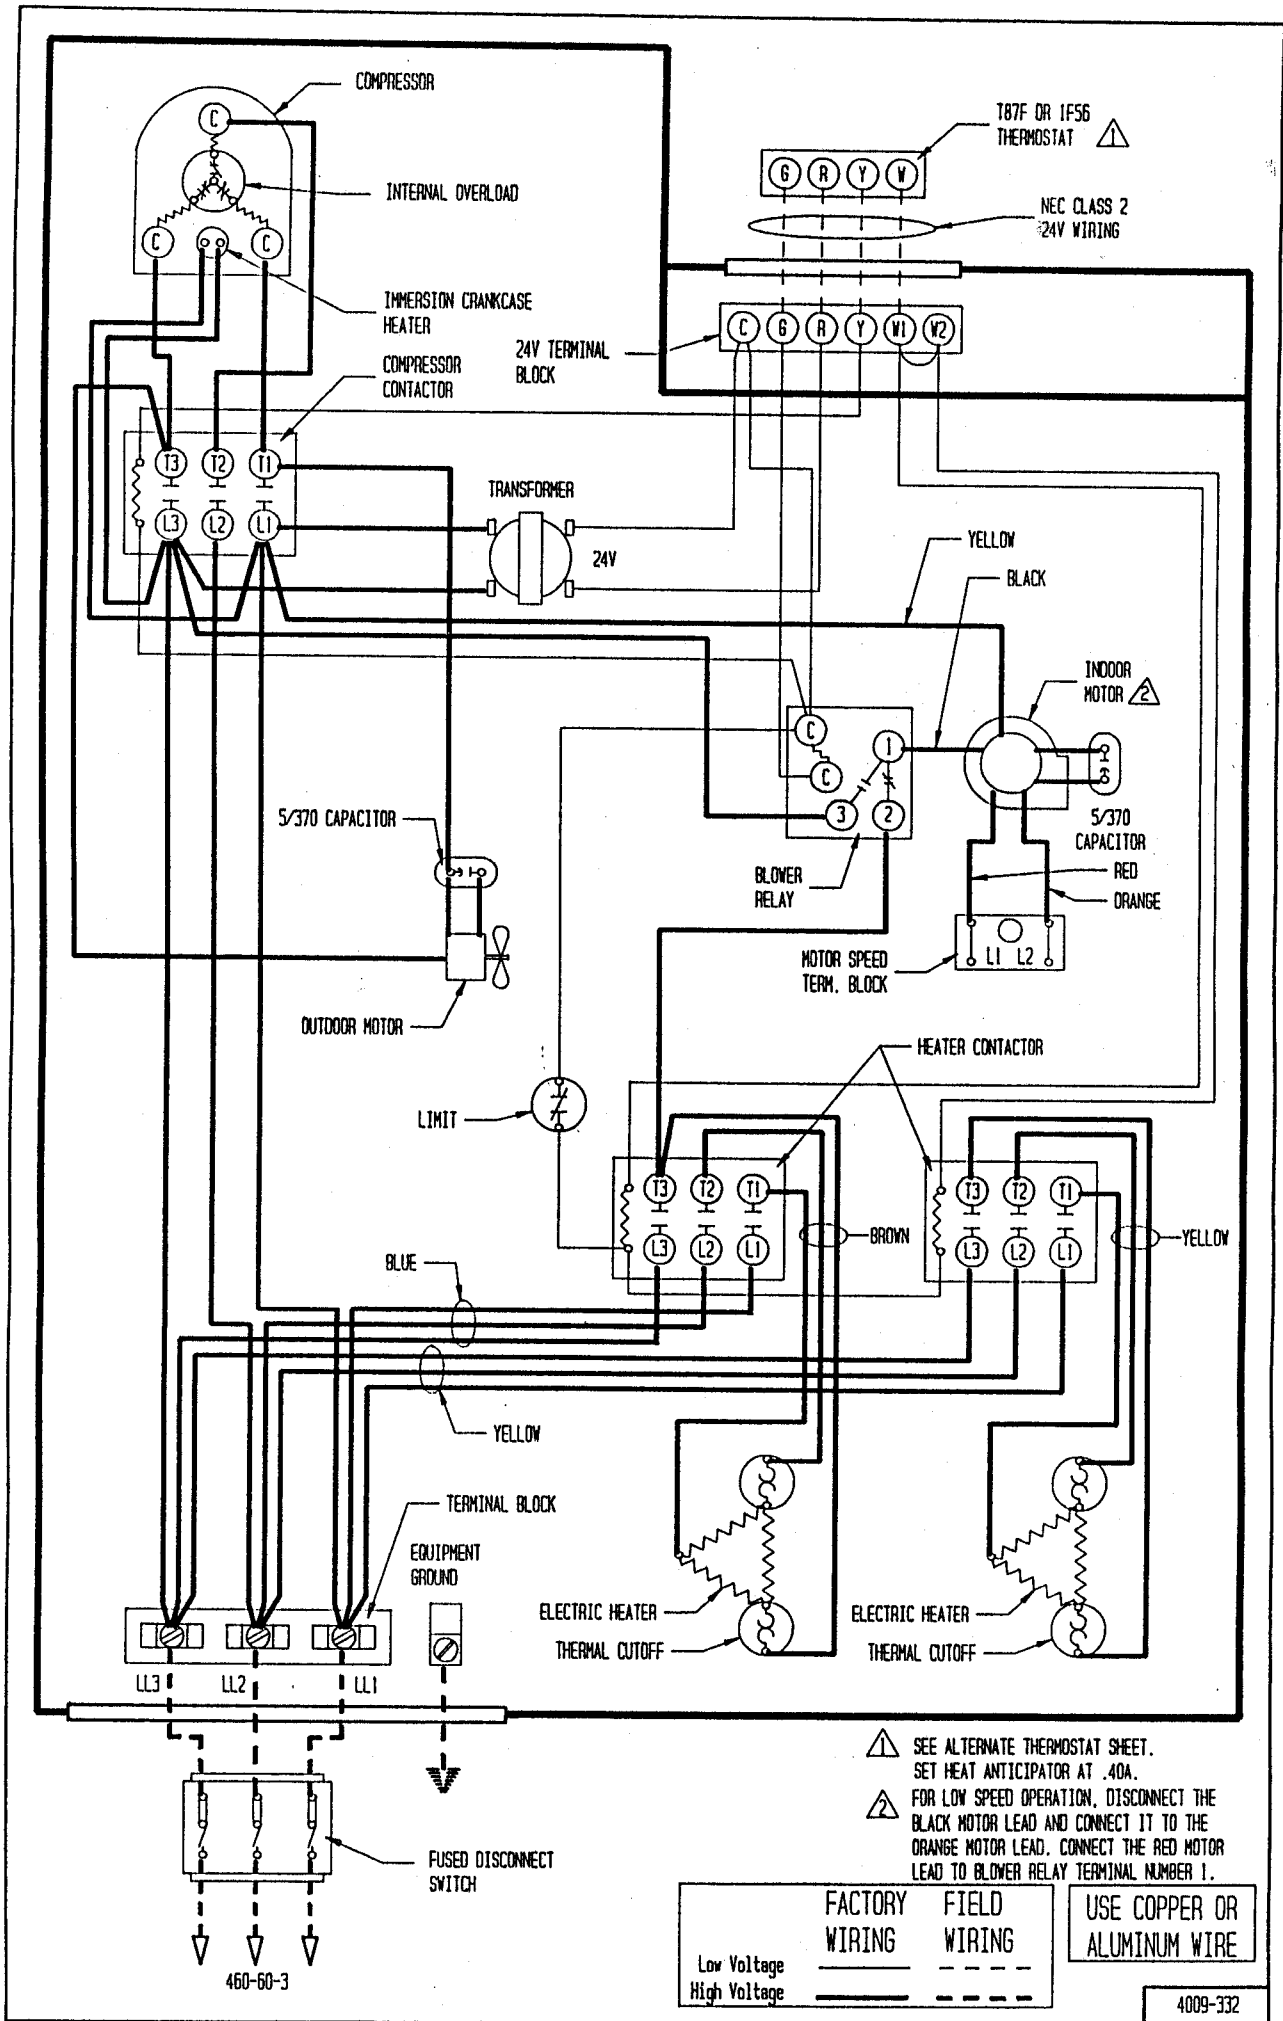 COMPRESSOR
C
INTERNAL OVERLOAD
C
C
IMMERSION CRANKCASE
HEATER
COMPRESSOR
CONTACTOR
T87F OR 1F56
THERMOSTAT 1
G R Y W
NEC CLASS 2
24V WIRING
24V TERMINAL
BLOCK
C G R Y W1 W2
T3 T2 T1
L3 L2 L1
TRANSFORMER
24V
YELLOW
BLACK
INDOOR
MOTOR 2
C
C
1
3
2
5/370 CAPACITOR
5/370
CAPACITOR
BLOWER
RELAY
RED
ORANGE
MOTOR SPEED
TERM. BLOCK
L1 L2
OUTDOOR MOTOR
HEATER CONTACTOR
LIMIT
T3 T2 T1
L3 L2 L1
BROWN
T3 T2 T1
L3 L2 L1
YELLOW
BLUE
YELLOW
TERMINAL BLOCK
EQUIPMENT
GROUND
ELECTRIC HEATER
THERMAL CUTOFF
ELECTRIC HEATER
THERMAL CUTOFF
LL3 LL2 LL1
FUSED DISCONNECT
SWITCH
460-60-3
1 SEE ALTERNATE THERMOSTAT SHEET.
SET HEAT ANTICIPATOR AT .40A.
2 FOR LOW SPEED OPERATION, DISCONNECT THE
BLACK MOTOR LEAD AND CONNECT IT TO THE
ORANGE MOTOR LEAD. CONNECT THE RED MOTOR
LEAD TO BLOWER RELAY TERMINAL NUMBER 1.
FACTORY FIELD
WIRING WIRING
Low Voltage
High Voltage
USE COPPER OR
ALUMINUM WIRE
4009-332